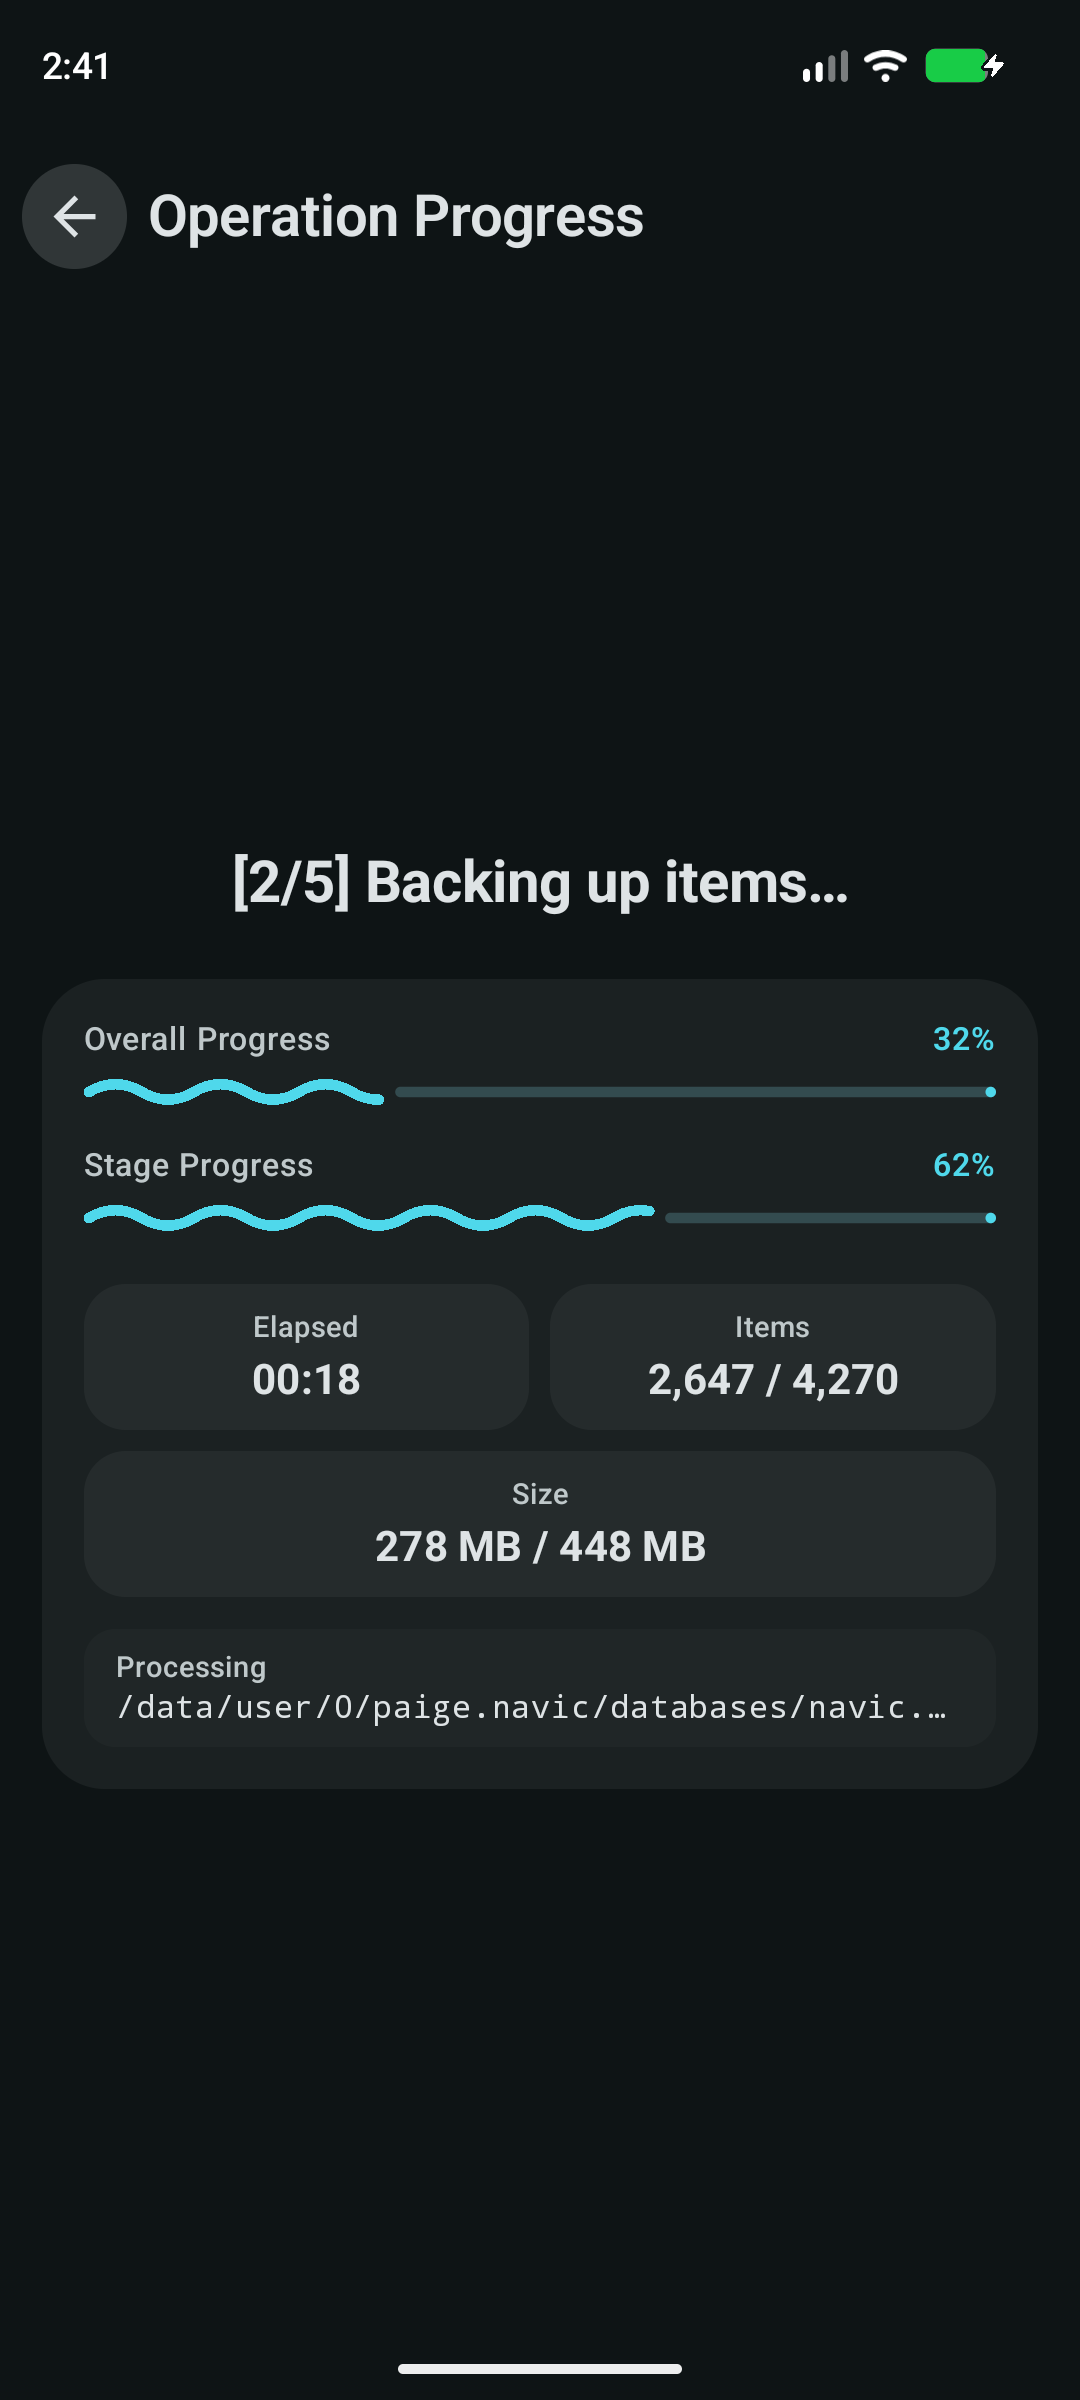 2:41
Operation Progress
[2/5] Backing up items…
Overall Progress 32%
Stage Progress 62%
Elapsed
00:18
Items
2,647 / 4,270
Size
278 MB / 448 MB
Processing
/data/user/0/paige.navic/databases/navic.…